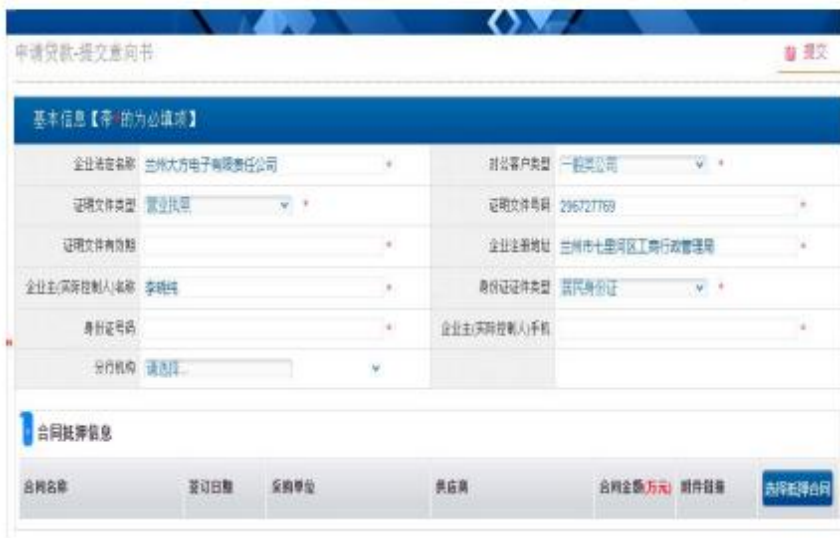 申请贷款-提交意向书
提交
基本信息【带*的为必填项】
企业法定名称 兰州大方电子有限责任公司 * 对公客户类型 一般类公司 *
证明文件类型 营业执照 * 证明文件号码 296727769 *
证明文件有效期 * 企业注册地址 兰州市七里河区工商行政管理局 *
企业主(实际控制人)名称 李晓纯 * 身份证证件类型 居民身份证 *
身份证号码 * 企业主(实际控制人)手机 *
分行机构 请选择...
合同抵押信息
合同名称 签订日期 采购单位 供应商 合同金额(万元) 附件链接 选择抵押合同